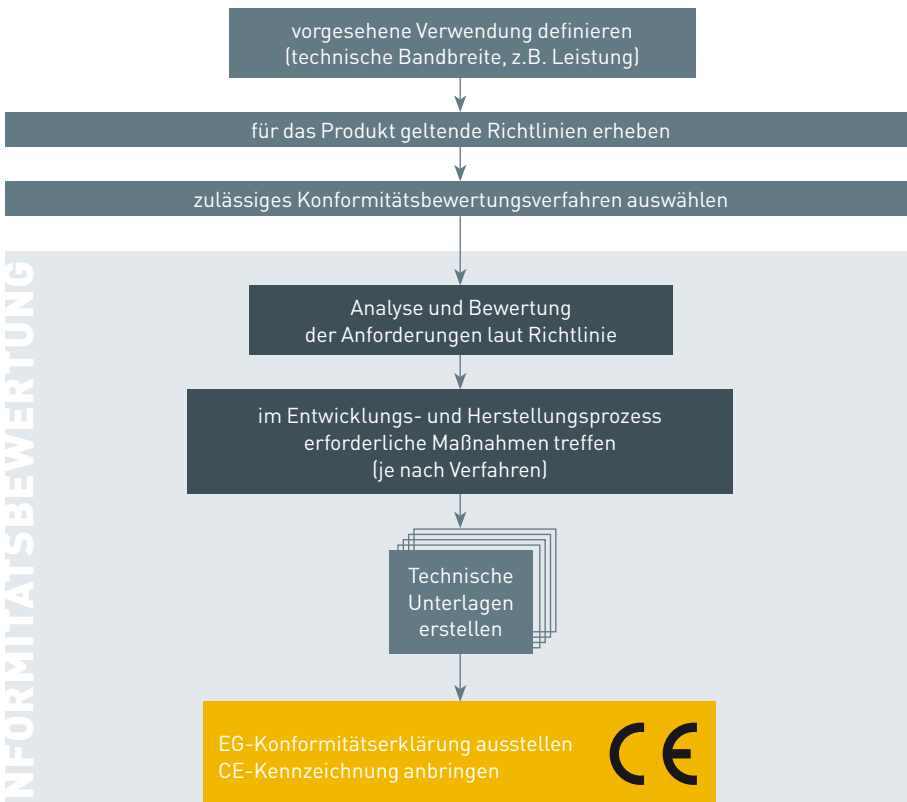 vorgesehene Verwendung definieren
(technische Bandbreite, z.B. Leistung)
für das Produkt geltende Richtlinien erheben
zulässiges Konformitätsbewertungsverfahren auswählen
NFORMITÄTSBEWERTUNG
Analyse und Bewertung
der Anforderungen laut Richtlinie
im Entwicklungs- und Herstellungsprozess
erforderliche Maßnahmen treffen
(je nach Verfahren)
Technische
Unterlagen
erstellen
EG-Konformitätserklärung ausstellen
CE-Kennzeichnung anbringen
CE